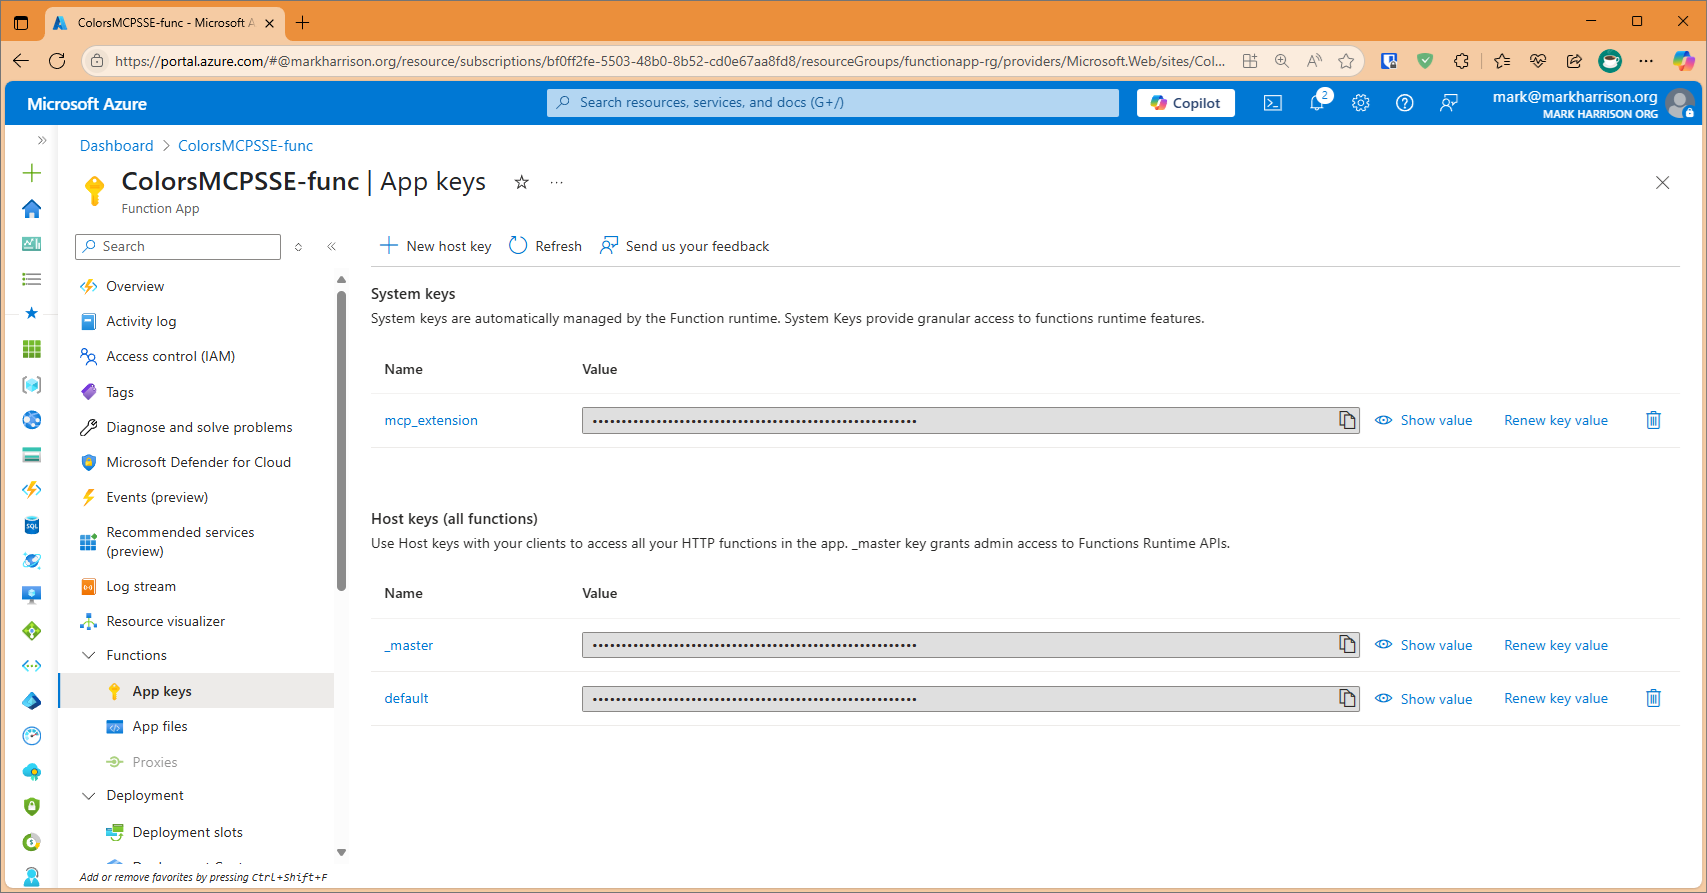 ColorsMCPSSE-func - Microsoft A
https://portal.azure.com/#@markharrison.org/resource/subscriptions/bf0ff2fe-5503-48b0-8b52-cd0e67aa8fd8/resourceGroups/functionapp-rg/providers/Microsoft.Web/sites/Col...
Microsoft Azure
Search resources, services, and docs (G+/)
Copilot
2
mark@markharrison.org
MARK HARRISON ORG
Dashboard > ColorsMCPSSE-func
ColorsMCPSSE-func | App keys
Function App
Search
New host key
Refresh
Send us your feedback
Overview
Activity log
Access control (IAM)
Tags
Diagnose and solve problems
Microsoft Defender for Cloud
Events (preview)
Recommended services
(preview)
Log stream
Resource visualizer
Functions
App keys
App files
Proxies
Deployment
Deployment slots
Add or remove favorites by pressing Ctrl+Shift+F
System keys
System keys are automatically managed by the Function runtime. System Keys provide granular access to functions runtime features.
Name Value
mcp_extension Show value Renew key value
Host keys (all functions)
Use Host keys with your clients to access all your HTTP functions in the app. _master key grants admin access to Functions Runtime APIs.
Name Value
_master Show value Renew key value
default Show value Renew key value